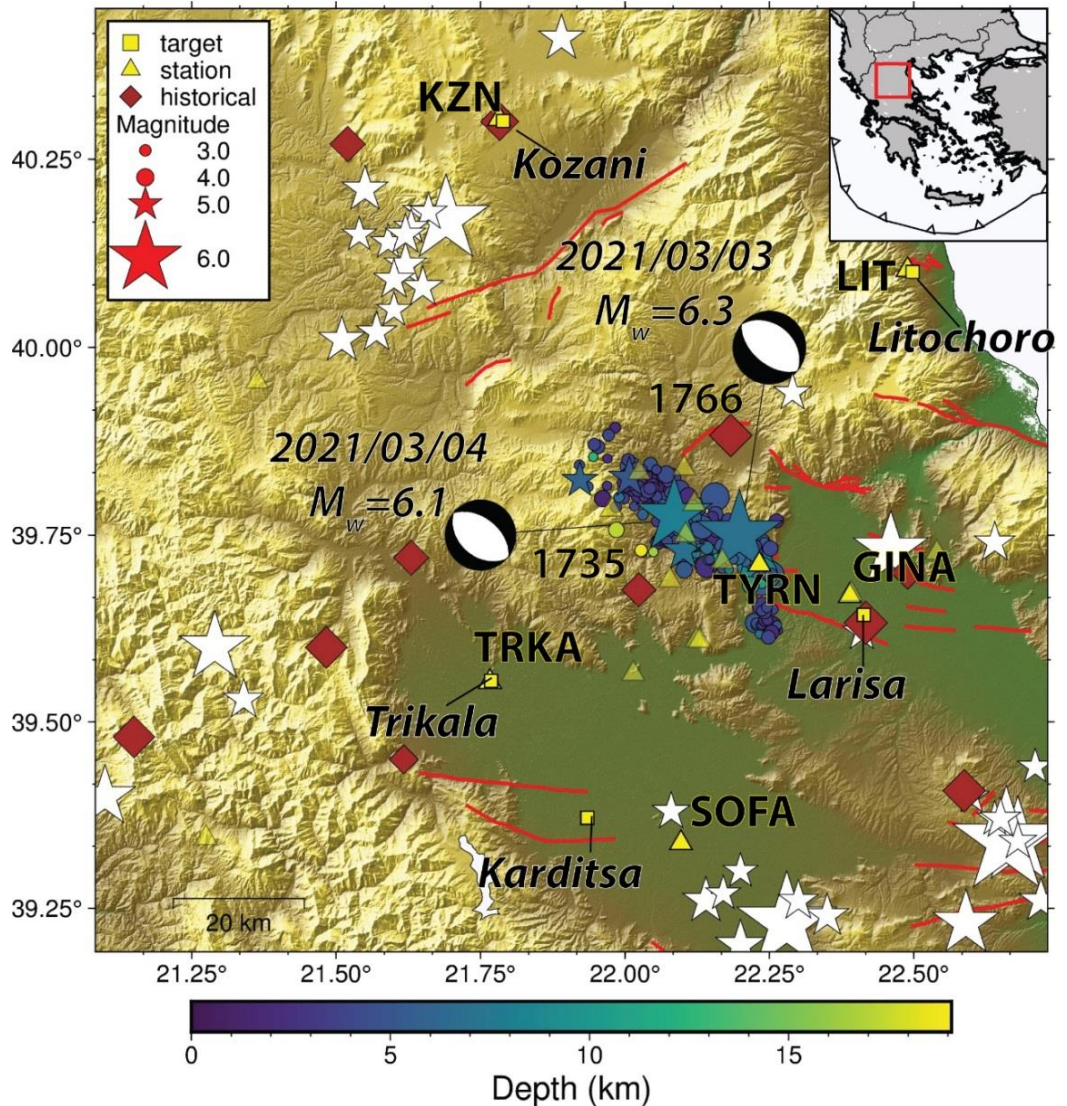 target
station
historical
Magnitude
3.0
4.0
5.0
6.0
KZN
Kozani
2021/03/03
M_w=6.3
LIT
Litochoro
1766
2021/03/04
M_w=6.1
1735
TYRN
GINA
TRKA
Larisa
Trikala
SOFA
Karditsa
20 km
40.25°
40.00°
39.75°
39.50°
39.25°
21.25° 21.50° 21.75° 22.00° 22.25° 22.50°
0 5 10 15
Depth (km)